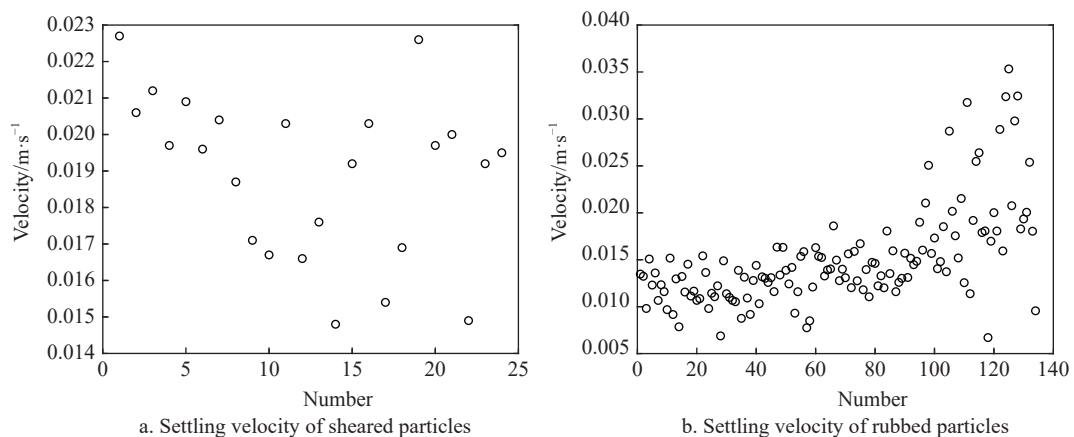 0.023
0.022
0.021
0.020
0.019
0.018
0.017
0.016
0.015
0.014
Velocity/m·s⁻¹
0 5 10 15 20 25
Number
a. Settling velocity of sheared particles
0.040
0.035
0.030
0.025
0.020
0.015
0.010
0.005
Velocity/m·s⁻¹
0 20 40 60 80 100 120 140
Number
b. Settling velocity of rubbed particles